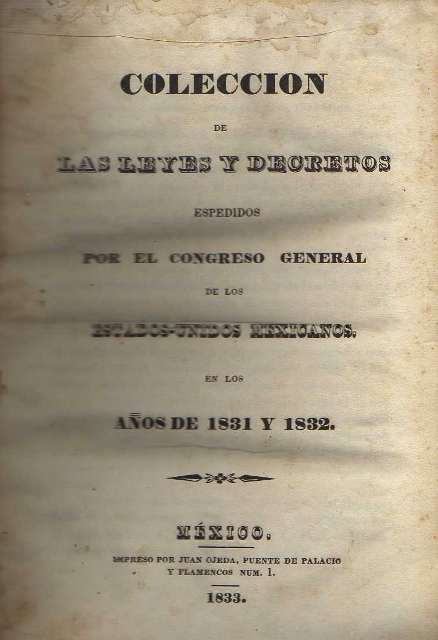 COLECCION
DE
LAS LEYES Y DECRETOS
ESPEDIDOS
POR EL CONGRESO GENERAL
DE LOS
ESTADOS-UNIDOS MEXICANOS.
EN LOS
AÑOS DE 1831 Y 1832.
MÉXICO.
IMPRESO POR JUAN OJEDA, PUENTE DE PALACIO
Y FLAMENCOS NUM. 1.
1833.